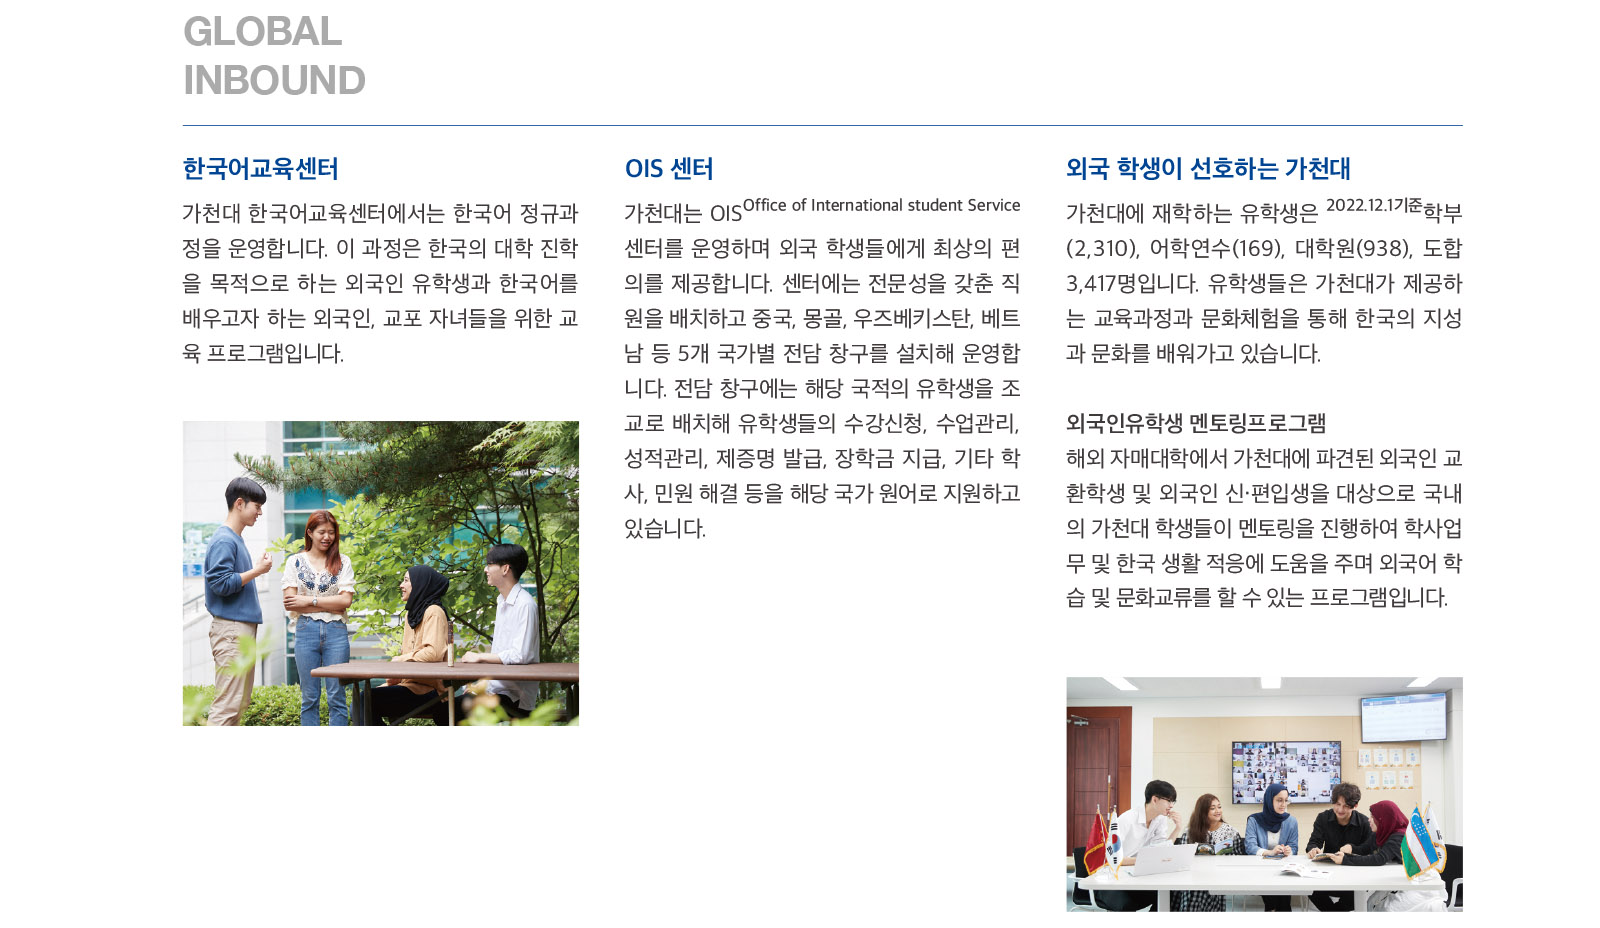 GLOBAL
INBOUND
한국어교육센터
가천대 한국어교육센터에서는 한국어 정규과
정을 운영합니다. 이 과정은 한국의 대학 진학
을 목적으로 하는 외국인 유학생과 한국어를
배우고자 하는 외국인, 교포 자녀들을 위한 교
육 프로그램입니다.
OIS 센터
가천대는 OIS Office of International student Service
센터를 운영하며 외국 학생들에게 최상의 편
의를 제공합니다. 센터에는 전문성을 갖춘 직
원을 배치하고 중국, 몽골, 우즈베키스탄, 베트
남 등 5개 국가별 전담 창구를 설치해 운영합
니다. 전담 창구에는 해당 국적의 유학생을 조
교로 배치해 유학생들의 수강신청, 수업관리,
성적관리, 제증명 발급, 장학금 지급, 기타 학
사, 민원 해결 등을 해당 국가 원어로 지원하고
있습니다.
외국 학생이 선호하는 가천대
가천대에 재학하는 유학생은 2022.12.1기준학부
(2,310), 어학연수(169), 대학원(938), 도합
3,417명입니다. 유학생들은 가천대가 제공하
는 교육과정과 문화체험을 통해 한국의 지성
과 문화를 배워가고 있습니다.
외국인유학생 멘토링프로그램
해외 자매대학에서 가천대에 파견된 외국인 교
환학생 및 외국인 신·편입생을 대상으로 국내
의 가천대 학생들이 멘토링을 진행하여 학사업
무 및 한국 생활 적응에 도움을 주며 외국어 학
습 및 문화교류를 할 수 있는 프로그램입니다.